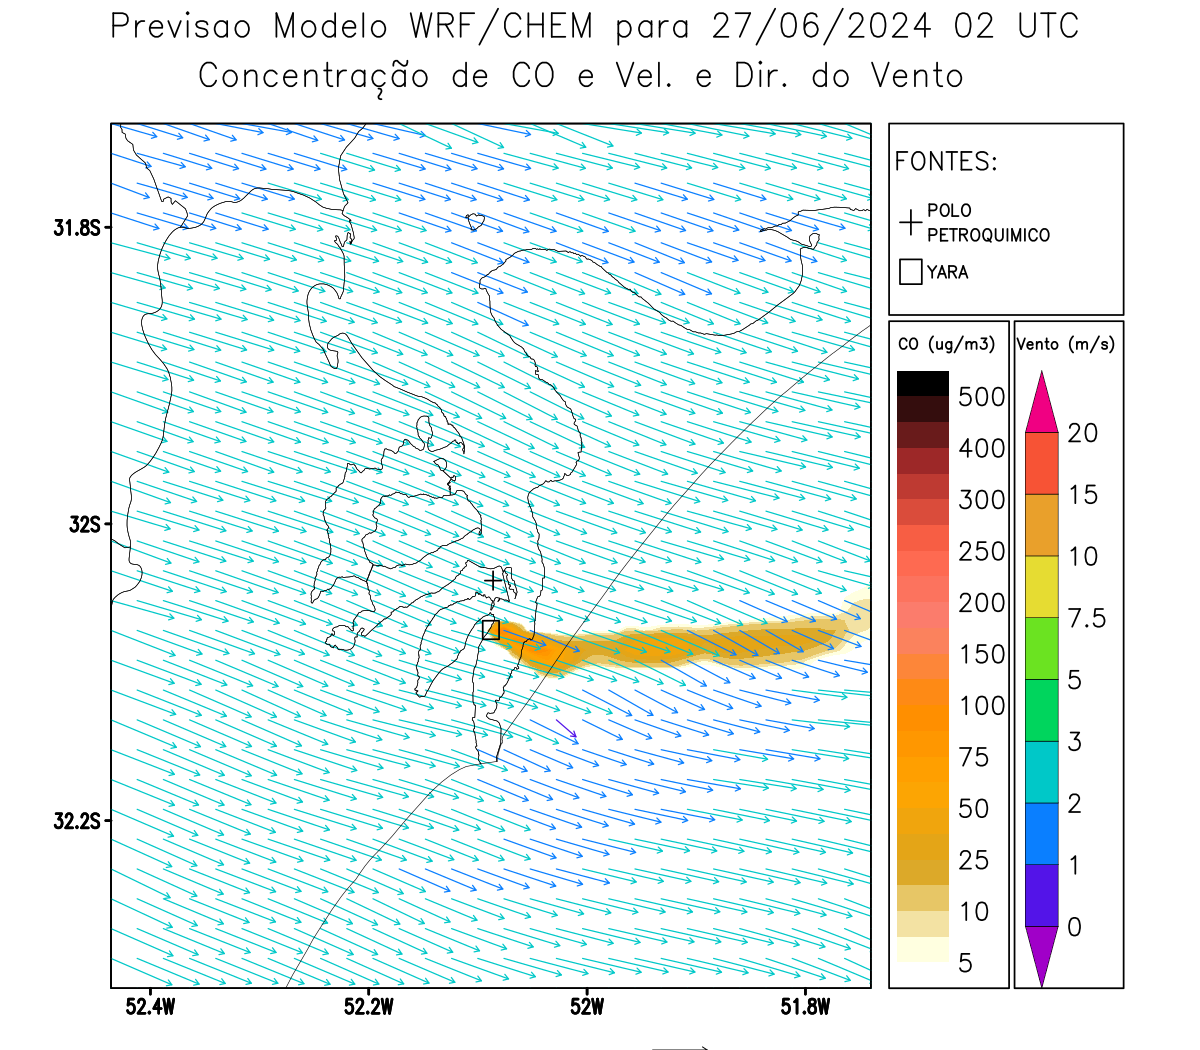 Previsao Modelo WRF/CHEM para 27/06/2024 02 UTC
Concentração de CO e Vel. e Dir. do Vento
FONTES:
POLO
PETROQUIMICO
YARA
31.8S
32S
32.2S
52.4W
52.2W
52W
51.8W
CO (ug/m3)
500
400
300
250
200
150
100
75
50
25
10
5
Vento (m/s)
20
15
10
7.5
5
3
2
1
0